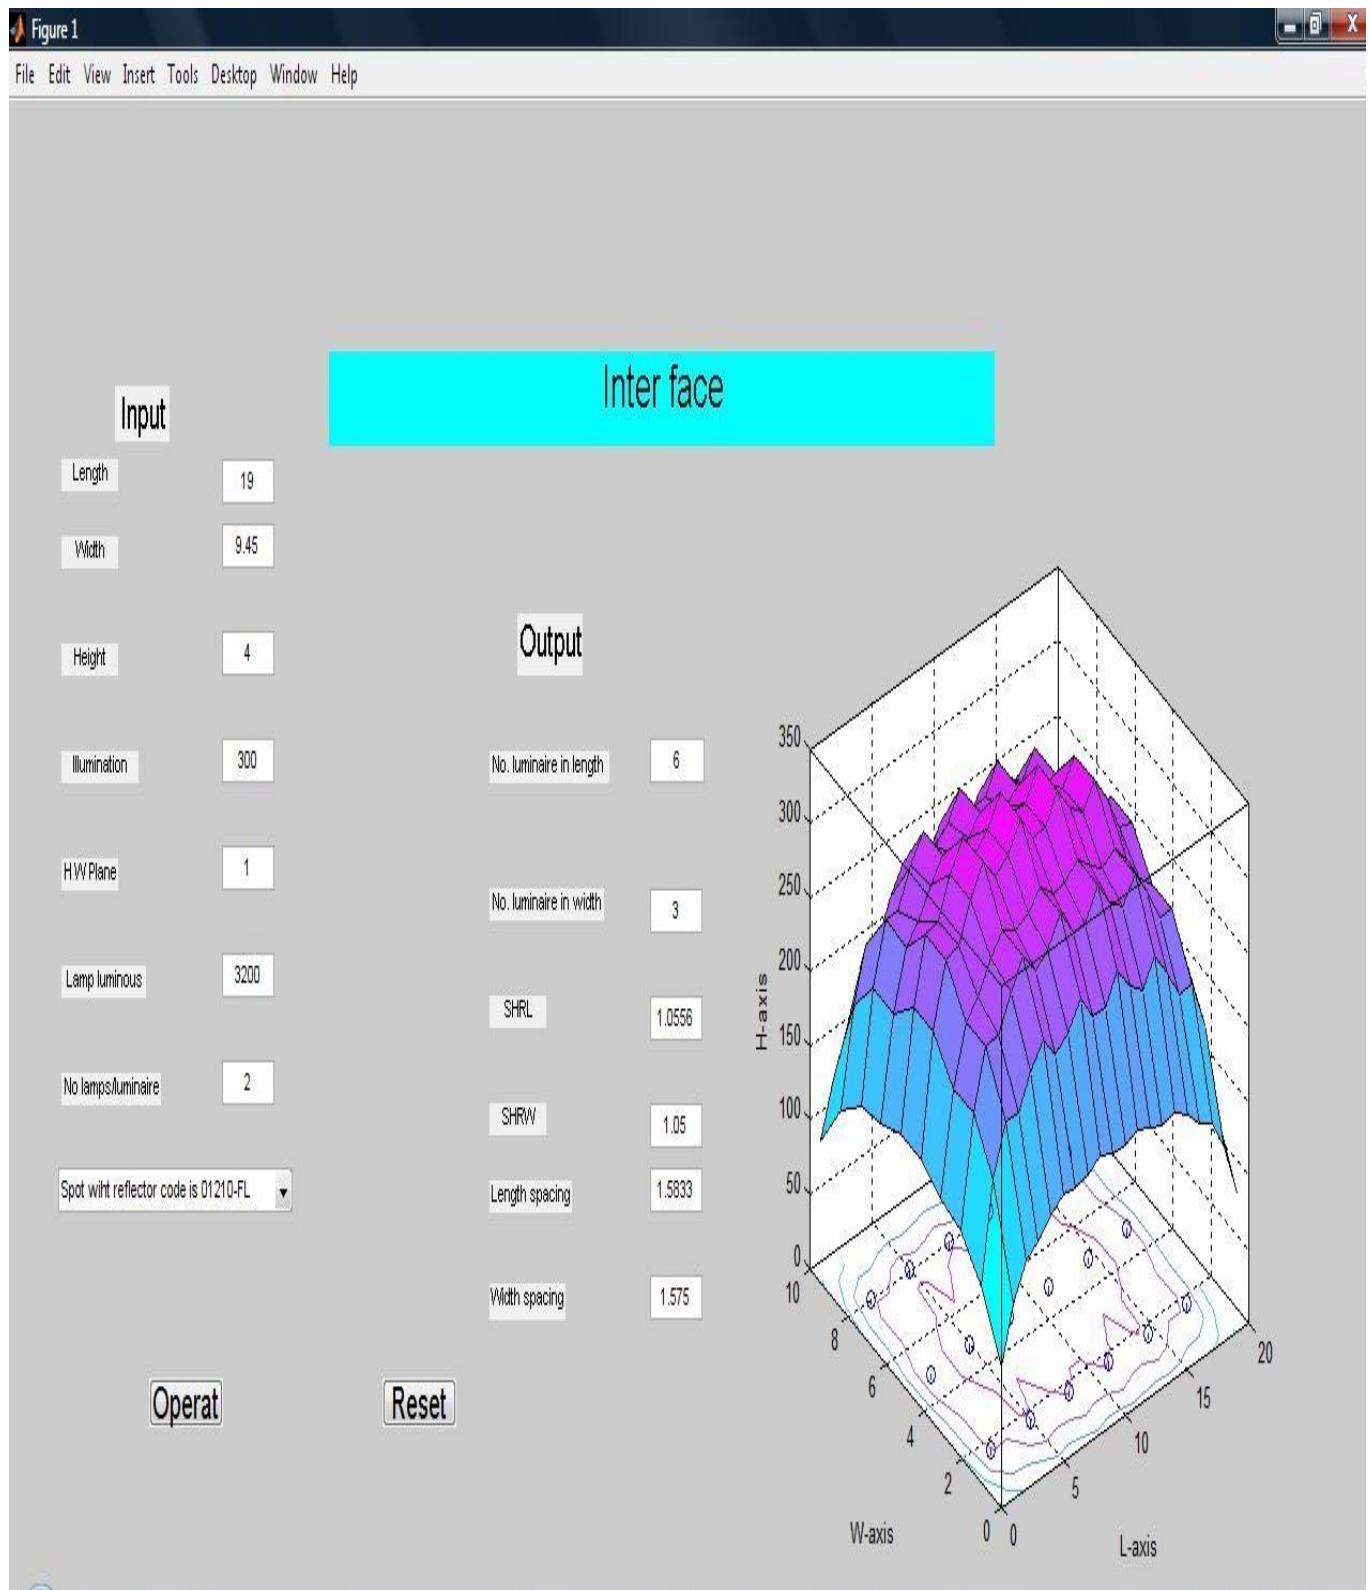 Figure 1
File Edit View Insert Tools Desktop Window Help
Inter face
Input
Length 19
Width 9.45
Height 4
Illumination 300
H W Plane 1
Lamp luminous 3200
No lamps/luminaire 2
Spot wiht reflector code is 01210-FL
Operat
Reset
Output
No. luminaire in length 6
No. luminaire in width 3
SHRL 1.0556
SHRW 1.05
Length spacing 1.5833
Width spacing 1.575
350
300
250
200
150
100
50
0
H-axis
10
8
6
4
2
0
W-axis
0
5
10
15
20
L-axis